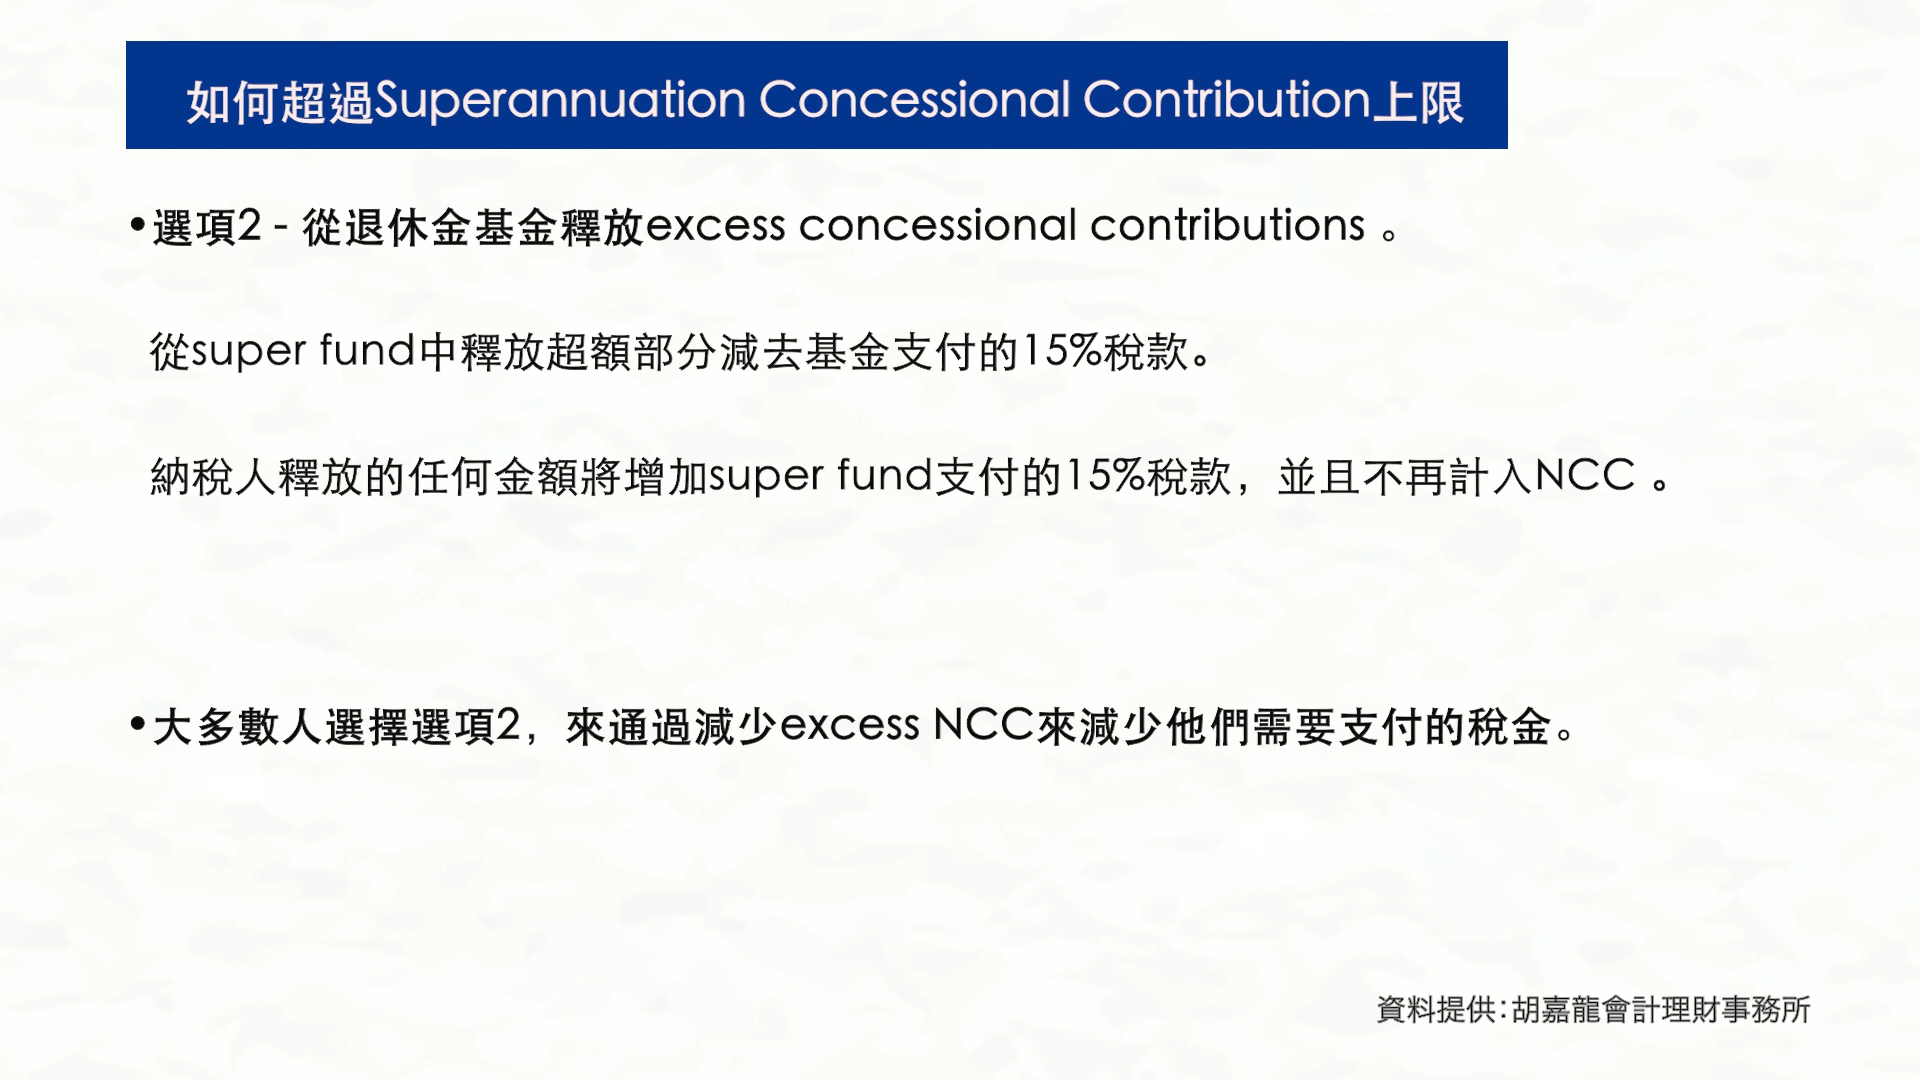 如何超過Superannuation Concessional Contribution上限
•選項2 - 從退休金基金釋放excess concessional contributions 。
從super fund中釋放超額部分減去基金支付的15%稅款。
納稅人釋放的任何金額將增加super fund支付的15%稅款，並且不再計入NCC 。
•大多數人選擇選項2，來通過減少excess NCC來減少他們需要支付的稅金。
資料提供：胡嘉龍會計理財事務所